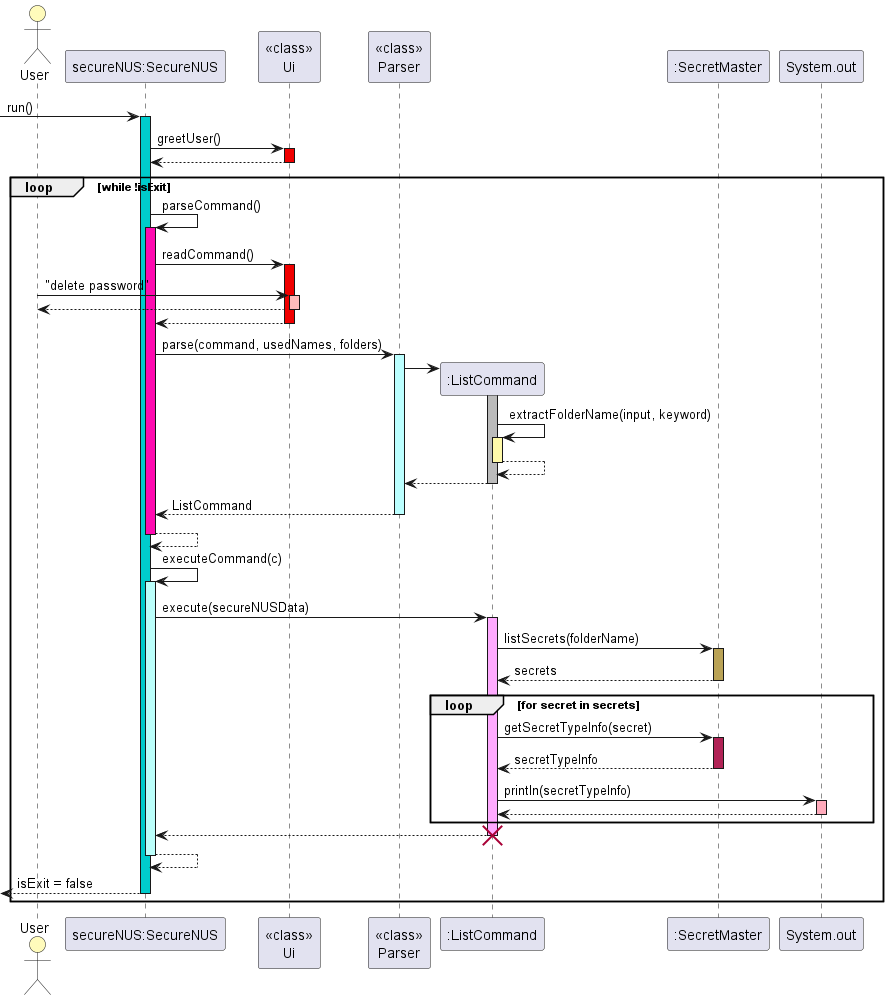 User
secureNUS:SecureNUS
«class»
Ui
«class»
Parser
:SecretMaster
System.out
run()
greetUser()
loop
[while !isExit]
parseCommand()
readCommand()
"delete password"
parse(command, usedNames, folders)
:ListCommand
extractFolderName(input, keyword)
ListCommand
executeCommand(c)
execute(secureNUSData)
listSecrets(folderName)
secrets
loop
[for secret in secrets]
getSecretTypeInfo(secret)
secretTypeInfo
println(secretTypeInfo)
isExit = false
User
secureNUS:SecureNUS
«class»
Ui
«class»
Parser
:ListCommand
:SecretMaster
System.out